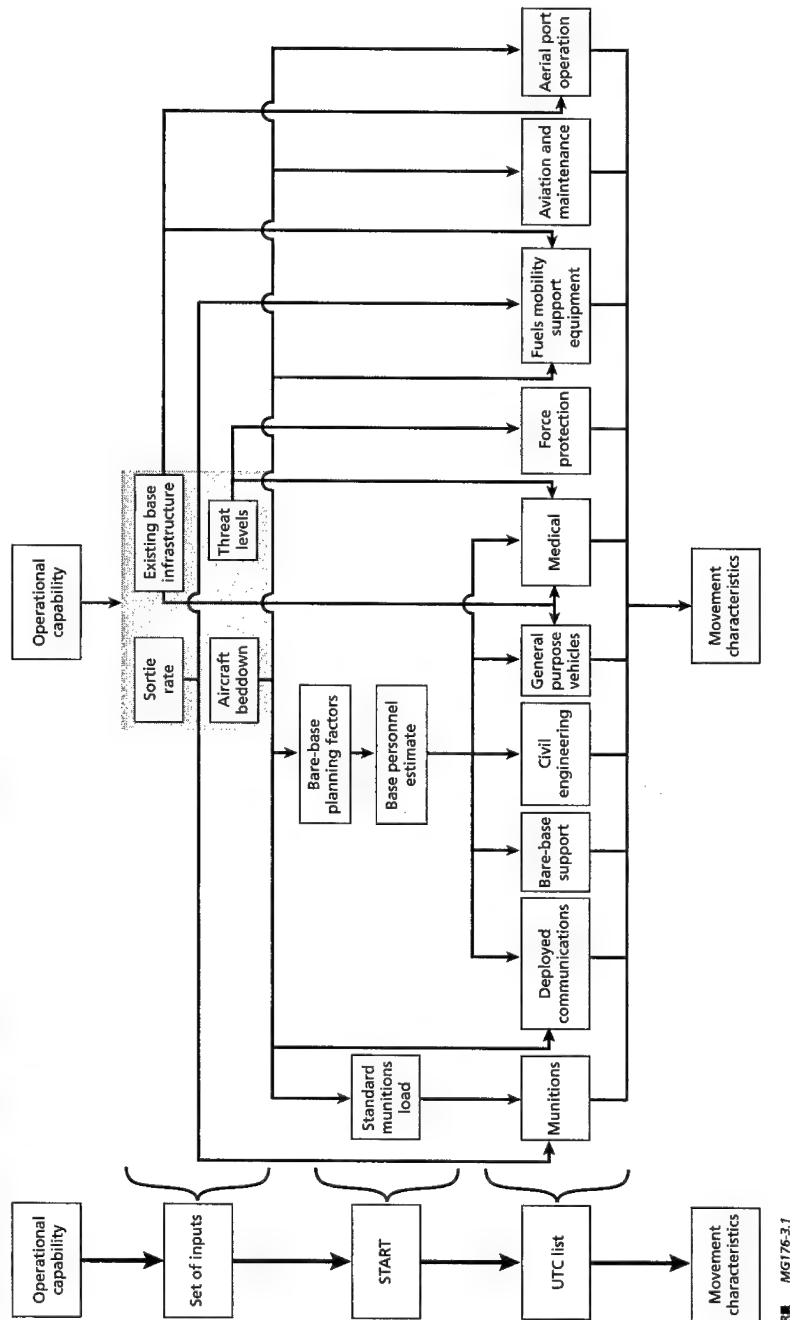 Operational
capability
Set of inputs
START
UTC list
Movement
characteristics
Operational
capability
Sortie
rate
Existing base
infrastructure
Aircraft
beddown
Threat
levels
Bare-base
planning factors
Base personnel
estimate
Standard
munitions
load
Munitions
Deployed
communications
Bare-base
support
Civil
engineering
General
purpose
vehicles
Medical
Force
protection
Fuels mobility
support
equipment
Aviation and
maintenance
Aerial port
operation
Movement
characteristics
MG176-3.1